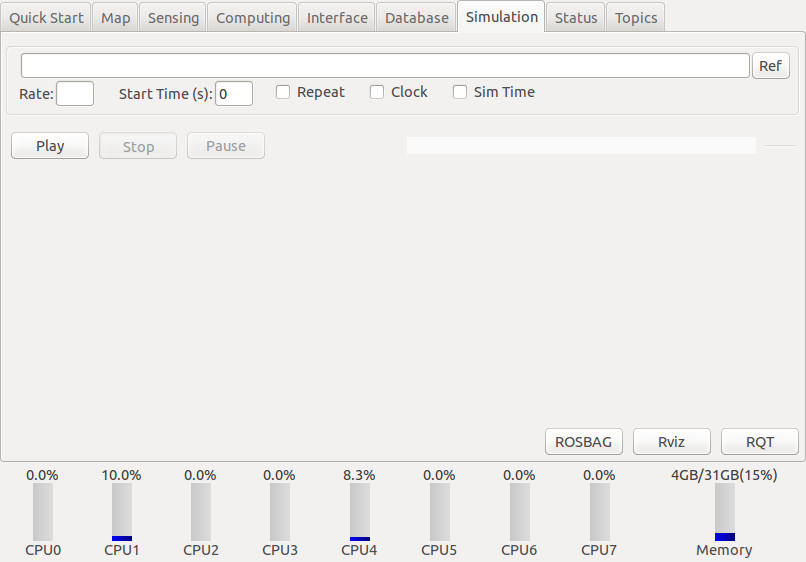 Quick Start Map Sensing Computing Interface Database Simulation Status Topics
Ref
Rate: Start Time (s): 0 Repeat Clock Sim Time
Play Stop Pause
ROSBAG Rviz RQT
0.0% 10.0% 0.0% 0.0% 8.3% 0.0% 0.0% 0.0% 4GB/31GB(15%)
CPU0 CPU1 CPU2 CPU3 CPU4 CPU5 CPU6 CPU7 Memory